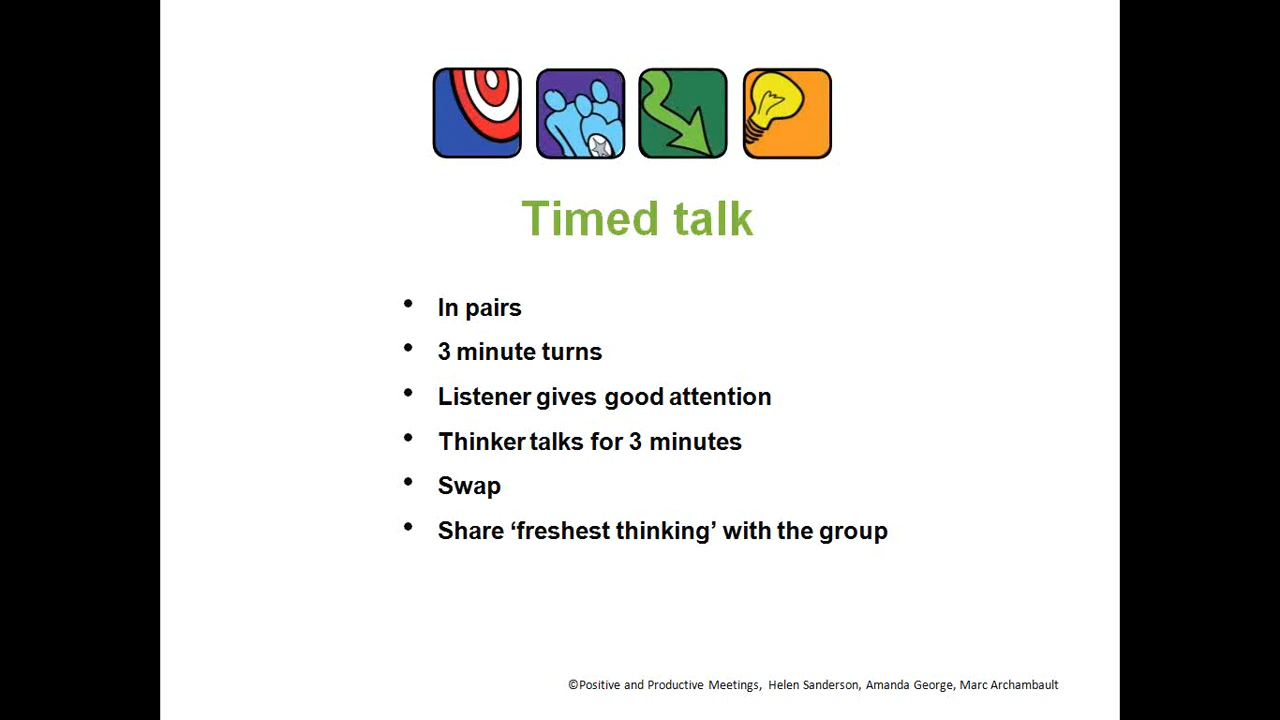 Timed talk
• In pairs
• 3 minute turns
• Listener gives good attention
• Thinker talks for 3 minutes
• Swap
• Share ‘freshest thinking’ with the group
©Positive and Productive Meetings, Helen Sanderson, Amanda George, Marc Archambault